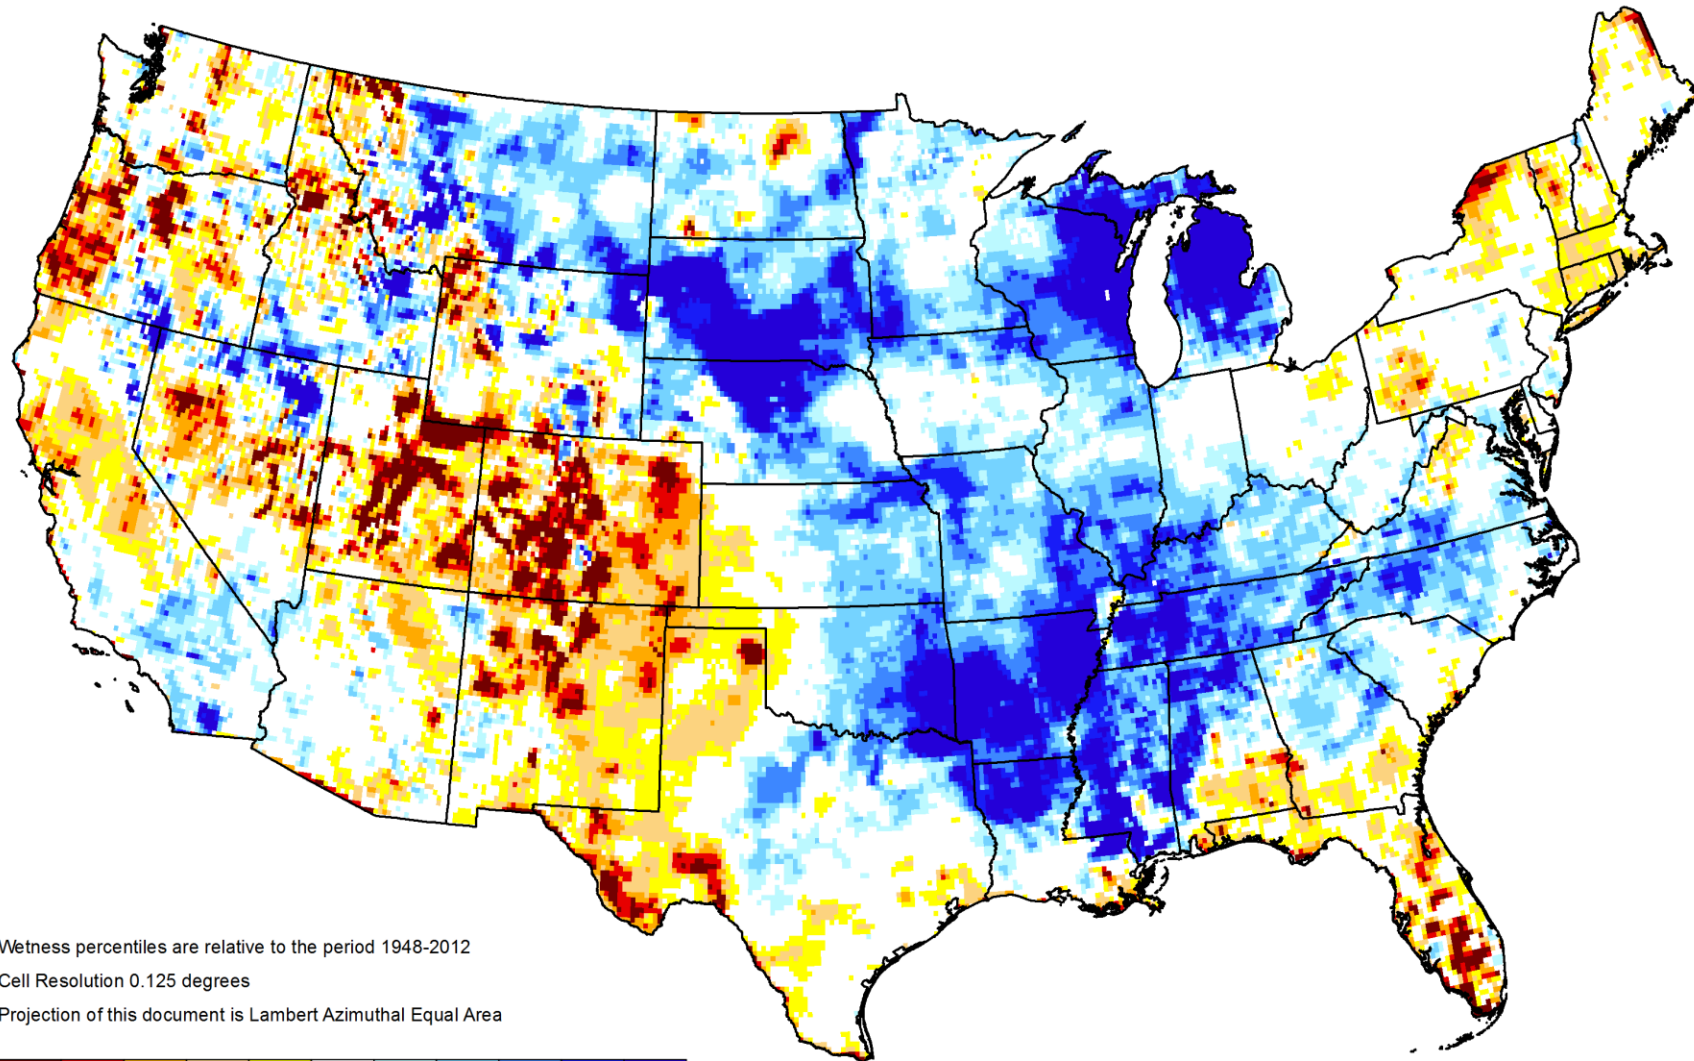 Wetness percentiles are relative to the period 1948-2012
Cell Resolution 0.125 degrees
Projection of this document is Lambert Azimuthal Equal Area